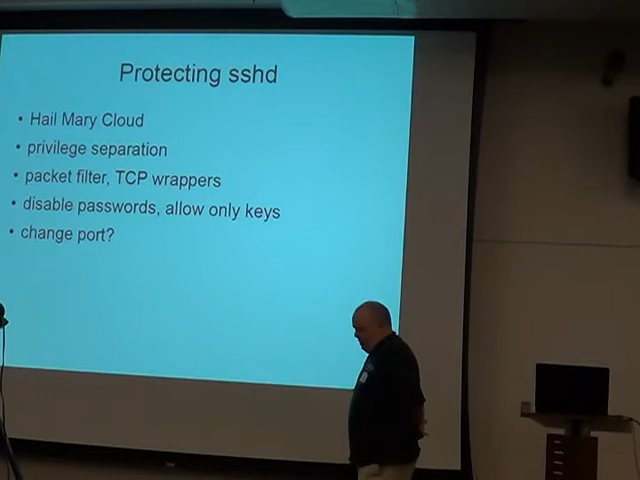 Protecting sshd
• Hail Mary Cloud
• privilege separation
• packet filter, TCP wrappers
• disable passwords, allow only keys
• change port?